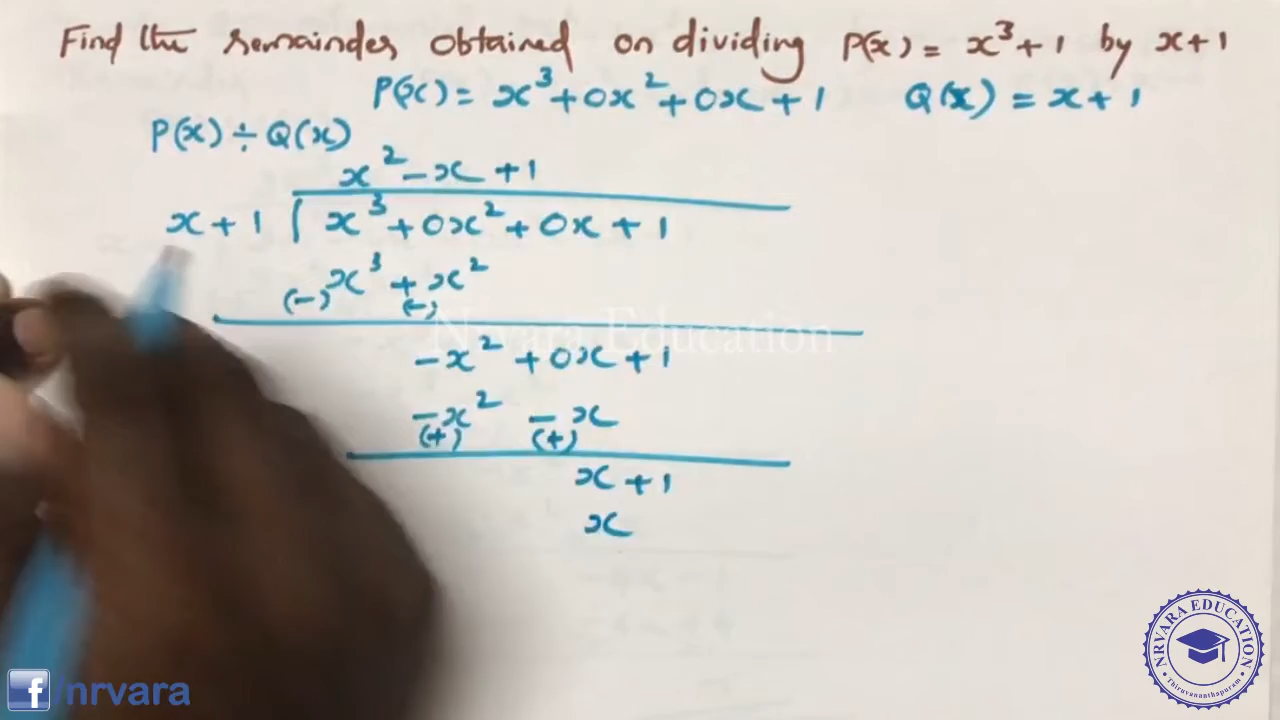 Find the remainder obtained on dividing P(x) = x³ + 1 by x + 1
P(x) = x³ + 0x² + 0x + 1 Q(x) = x + 1
P(x) ÷ Q(x)
x² - x + 1
x + 1 x³ + 0x² + 0x + 1
x³ + x²
(-) (-)
Nrvara Education
-x² + 0x + 1
-x² - x
(+) (+)
x + 1
x
NRVARA EDUCATION
Thiruvananthapuram
f /nrvara